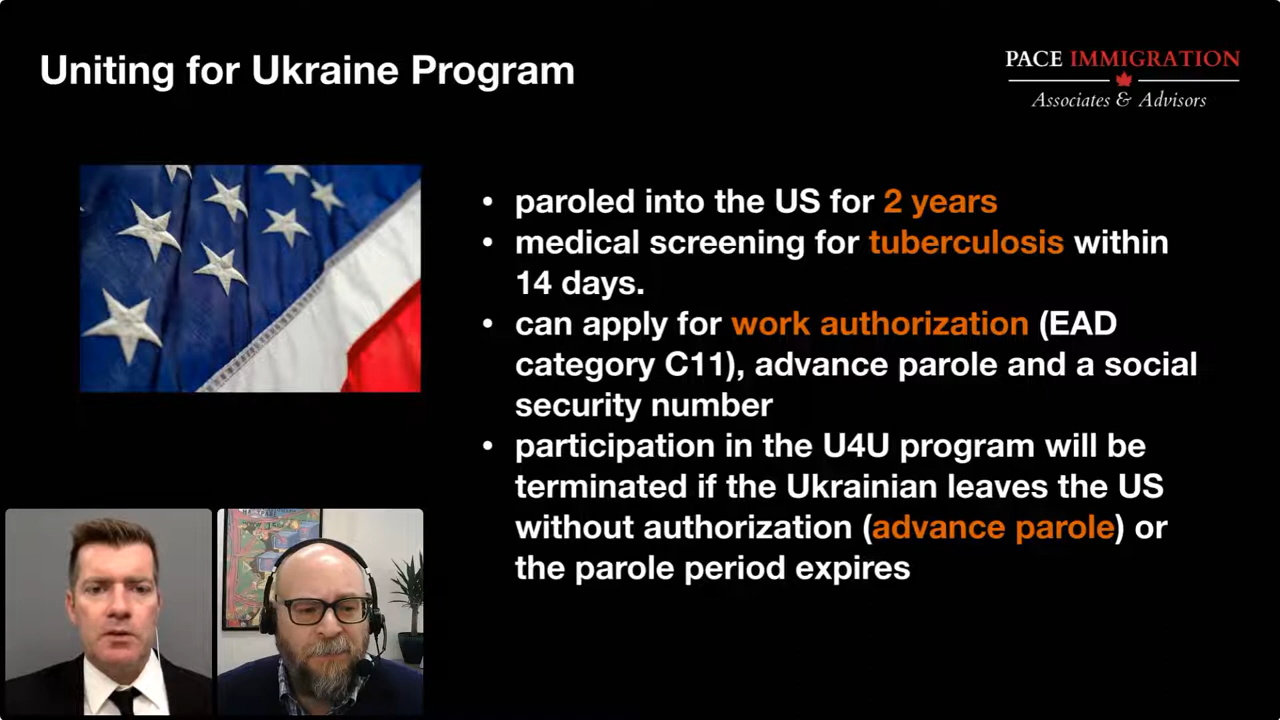 Uniting for Ukraine Program
PACE IMMIGRATION
Associates & Advisors
• paroled into the US for 2 years
• medical screening for tuberculosis within
14 days.
• can apply for work authorization (EAD
category C11), advance parole and a social
security number
• participation in the U4U program will be
terminated if the Ukrainian leaves the US
without authorization (advance parole) or
the parole period expires